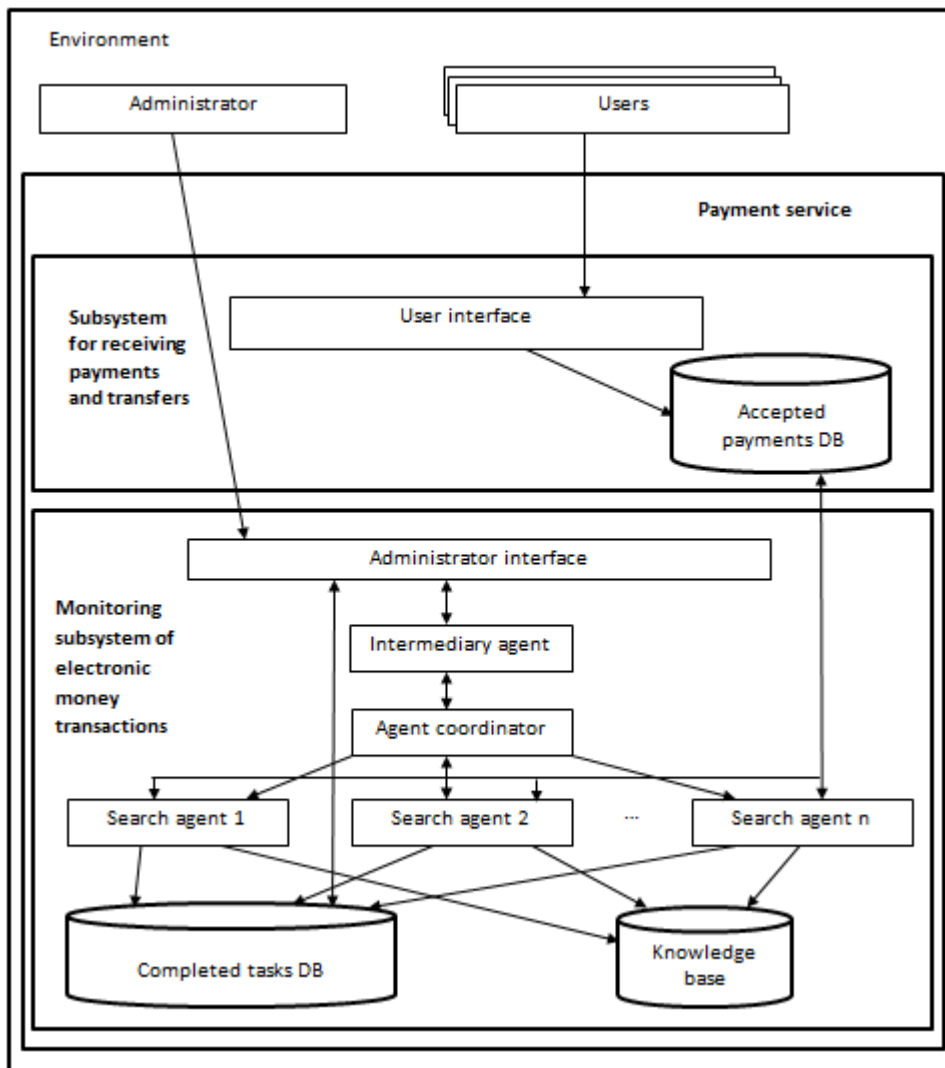 Environment
Administrator
Users
Payment service
Subsystem
for receiving
payments
and transfers
User interface
Accepted
payments DB
Administrator interface
Monitoring
subsystem of
electronic
money
transactions
Intermediary agent
Agent coordinator
Search agent 1
Search agent 2
...
Search agent n
Completed tasks DB
Knowledge
base